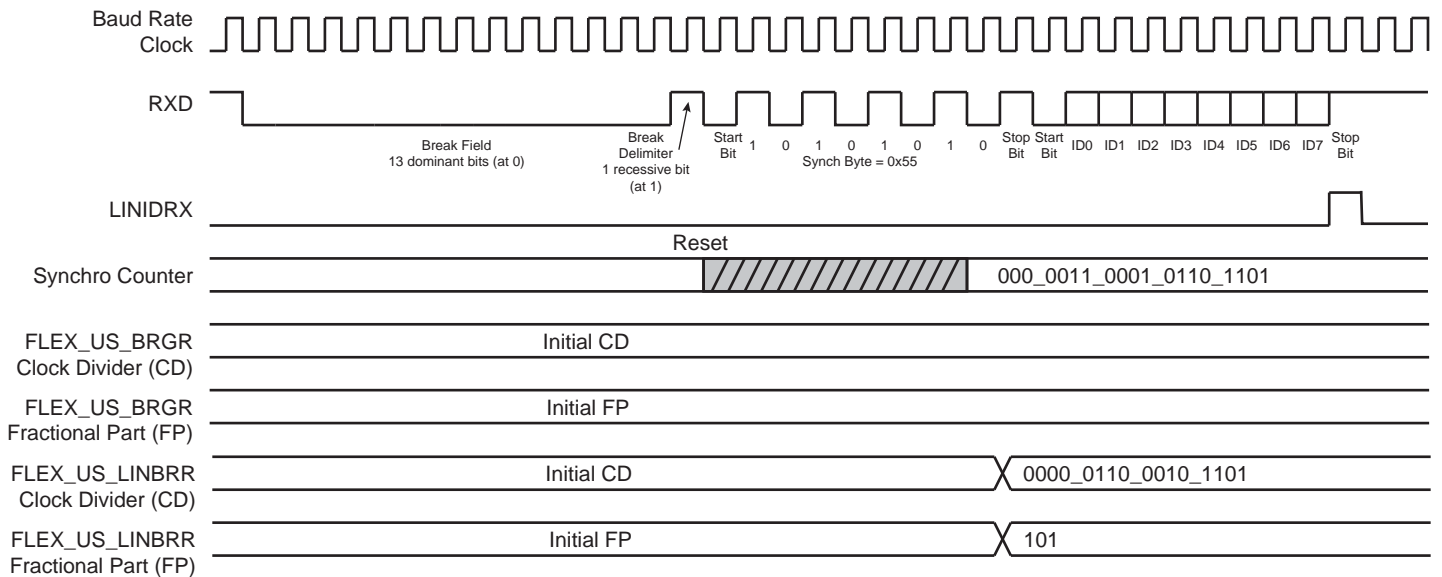 Baud Rate
Clock
RXD
Break Field
13 dominant bits (at 0)
Break
Delimiter
1 recessive bit
(at 1)
Start
Bit
1 0 1 0 1 0 1 0
Synch Byte = 0x55
Stop
Bit
Start
Bit
ID0 ID1 ID2 ID3 ID4 ID5 ID6 ID7
Stop
Bit
LINIDRX
Reset
Synchro Counter
000_0011_0001_0110_1101
FLEX_US_BRGR
Clock Divider (CD)
Initial CD
FLEX_US_BRGR
Fractional Part (FP)
Initial FP
FLEX_US_LINBRR
Clock Divider (CD)
Initial CD
0000_0110_0010_1101
FLEX_US_LINBRR
Fractional Part (FP)
Initial FP
101